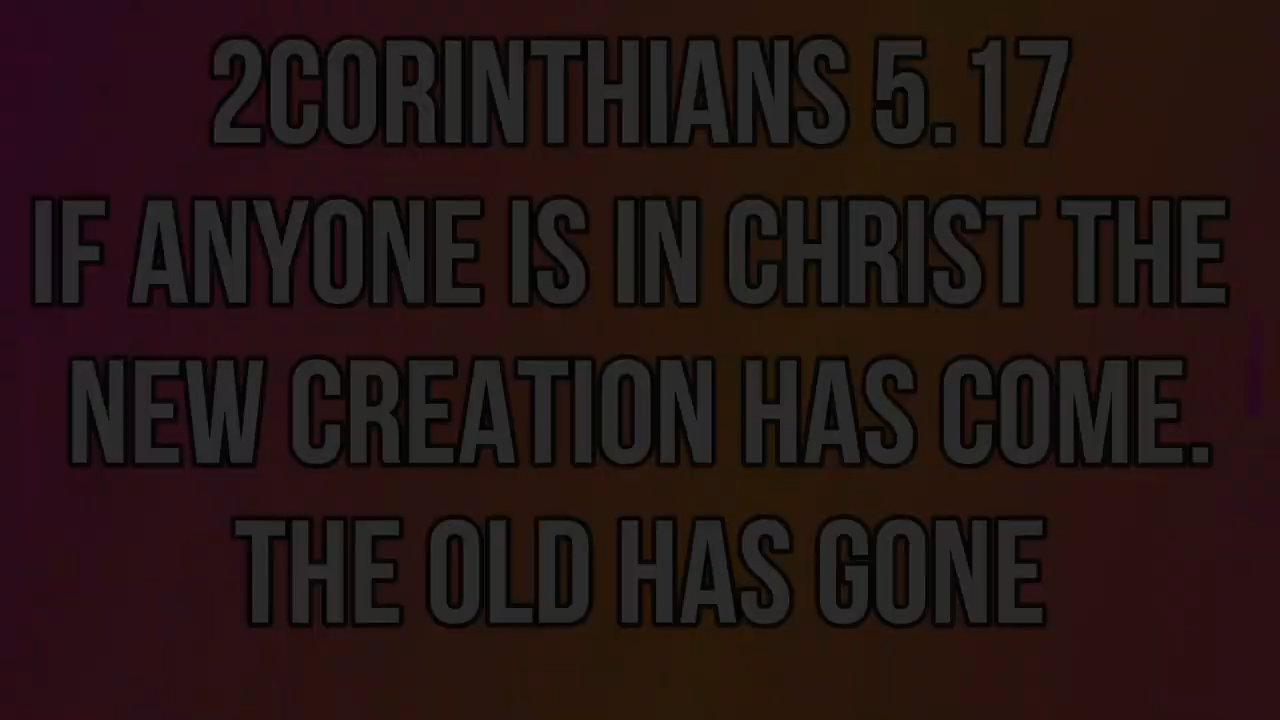 2CORINTHIANS 5.17
IF ANYONE IS IN CHRIST THE
NEW CREATION HAS COME.
THE OLD HAS GONE